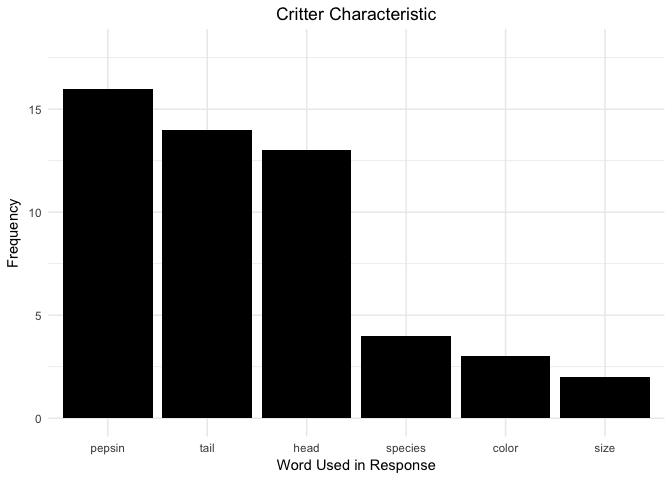 Critter Characteristic
Frequency
15
10
5
0
pepsin tail head species color size
Word Used in Response